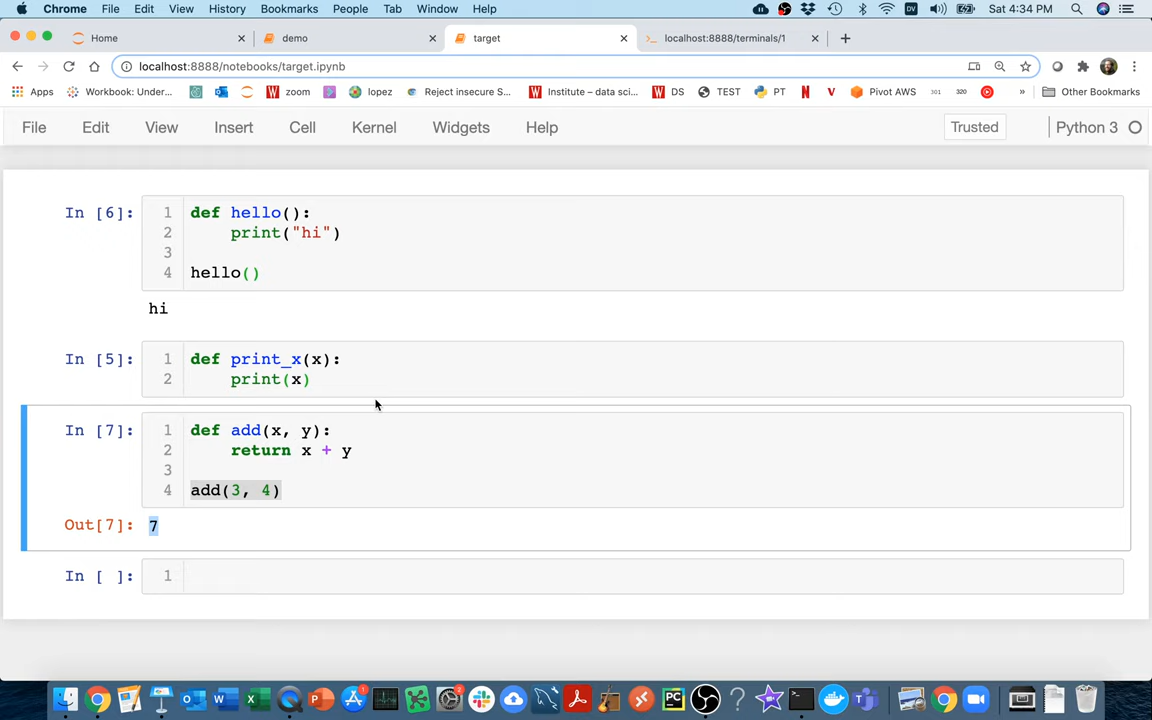 Chrome File Edit View History Bookmarks People Tab Window Help Sat 4:34 PM
Home demo target localhost:8888/terminals/1
localhost:8888/notebooks/target.ipynb
Apps Workbook: Under... zoom lopez Reject insecure S... Institute – data sci... DS TEST PT Pivot AWS » Other Bookmarks
File Edit View Insert Cell Kernel Widgets Help Trusted Python 3
In [6]: 1 def hello():
2 print("hi")
3
4 hello()
hi
In [5]: 1 def print_x(x):
2 print(x)
In [7]: 1 def add(x, y):
2 return x + y
3
4 add(3, 4)
Out[7]: 7
In [ ]: 1